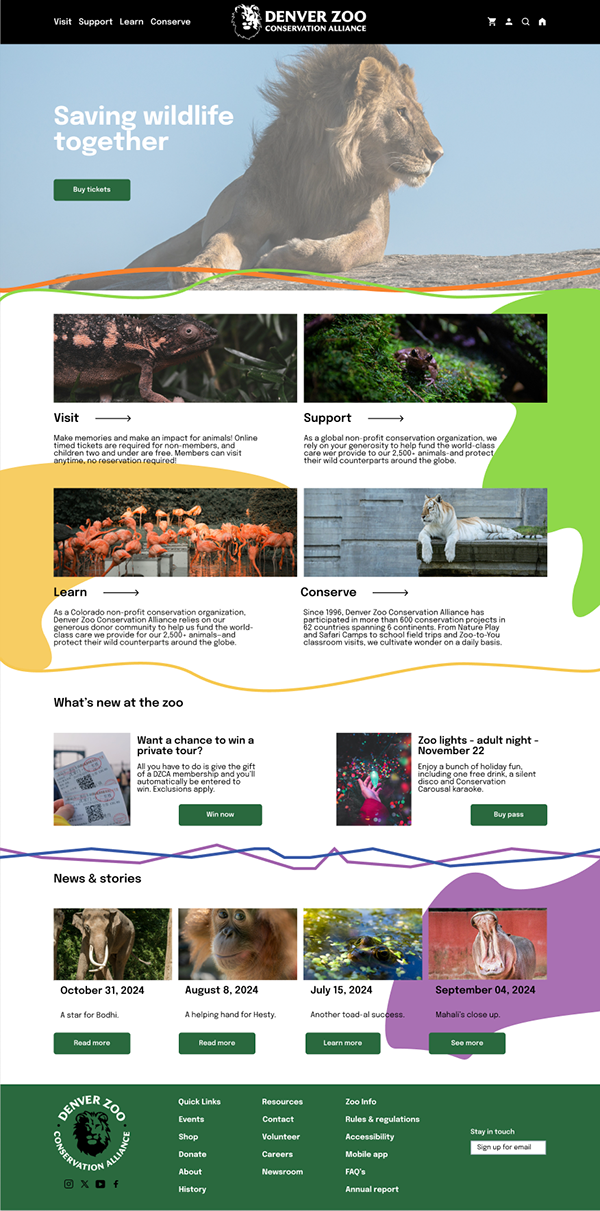 Visit Support Learn Conserve
DENVER ZOO
CONSERVATION ALLIANCE
Saving wildlife
together
Buy tickets
Visit
Make memories and make an impact for animals! Online
timed tickets are required for non-members, and
children two and under are free. Members can visit
anytime, no reservation required!
Support
As a global non-profit conservation organization, we
rely on your generosity to help fund the world-class
care wer provide to our 2,500+ animals-and protect
their wild counterparts around the globe.
Learn
As a Colorado non-profit conservation organization,
Denver Zoo Conservation Alliance relies on our
generous donor community to help us fund the world-
class care we provide for our 2,500+ animals—and
protect their wild counterparts around the globe.
Conserve
Since 1996, Denver Zoo Conservation Alliance has
participated in more than 600 conservation projects in
62 countries spanning 6 continents. From Nature Play
and Safari Camps to school field trips and Zoo-to-You
classroom visits, we cultivate wonder on a daily basis.
What's new at the zoo
Want a chance to win a
private tour?
All you have to do is give the gift
of a DZCA membership and you'll
automatically be entered to
win. Exclusions apply.
Win now
Zoo lights - adult night -
November 22
Enjoy a bunch of holiday fun,
including one free drink, a silent
disco and Conservation
Carousal karaoke.
Buy pass
News & stories
October 31, 2024
A star for Bodhi.
Read more
August 8, 2024
A helping hand for Hesty.
Read more
July 15, 2024
Another toad-al success.
Learn more
September 04, 2024
Mahali's close up.
See more
DENVER ZOO
CONSERVATION ALLIANCE
Quick Links
Events
Shop
Donate
About
History
Resources
Contact
Volunteer
Careers
Newsroom
Zoo Info
Rules & regulations
Accessibility
Mobile app
FAQ's
Annual report
Stay in touch
Sign up for email